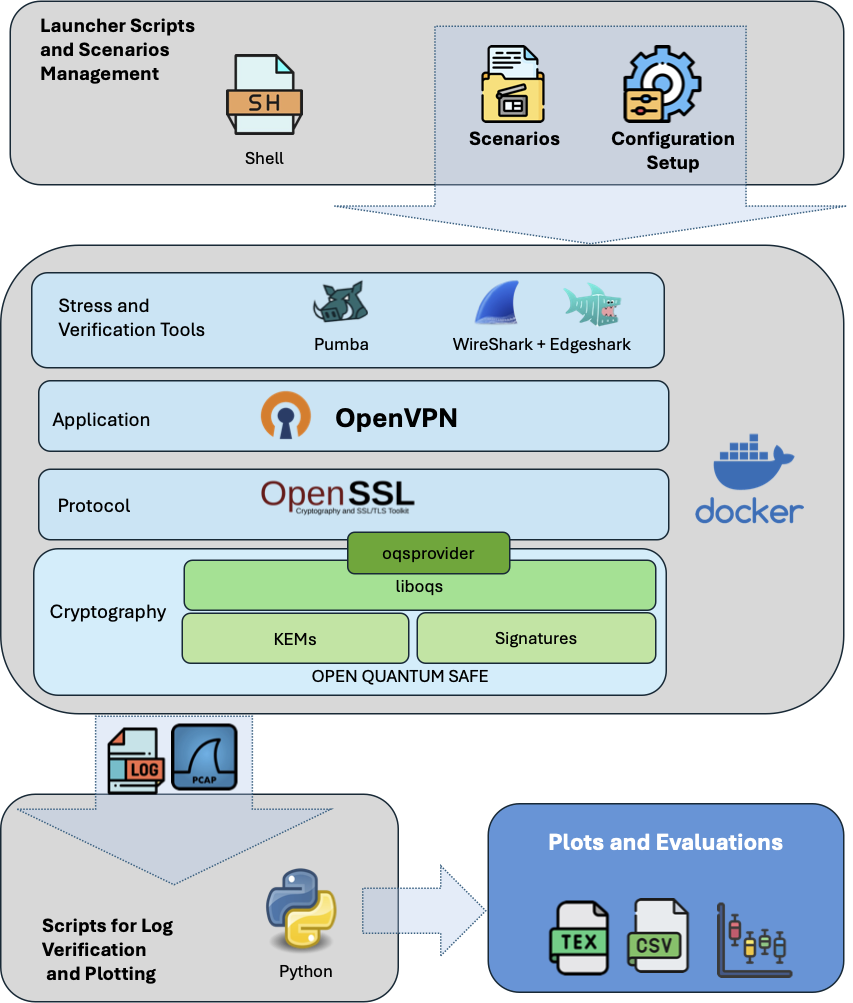 Launcher Scripts
and Scenarios
Management
SH
Shell
Scenarios
Configuration
Setup
Stress and
Verification Tools
Pumba
WireShark + Edgeshark
Application
OpenVPN
Protocol
OpenSSL
Cryptography and SSL/TLS Toolkit
docker
oqsprovider
liboqs
Cryptography
KEMs
Signatures
OPEN QUANTUM SAFE
LOG
PCAP
Scripts for Log
Verification
and Plotting
Python
Plots and Evaluations
TEX
CSV